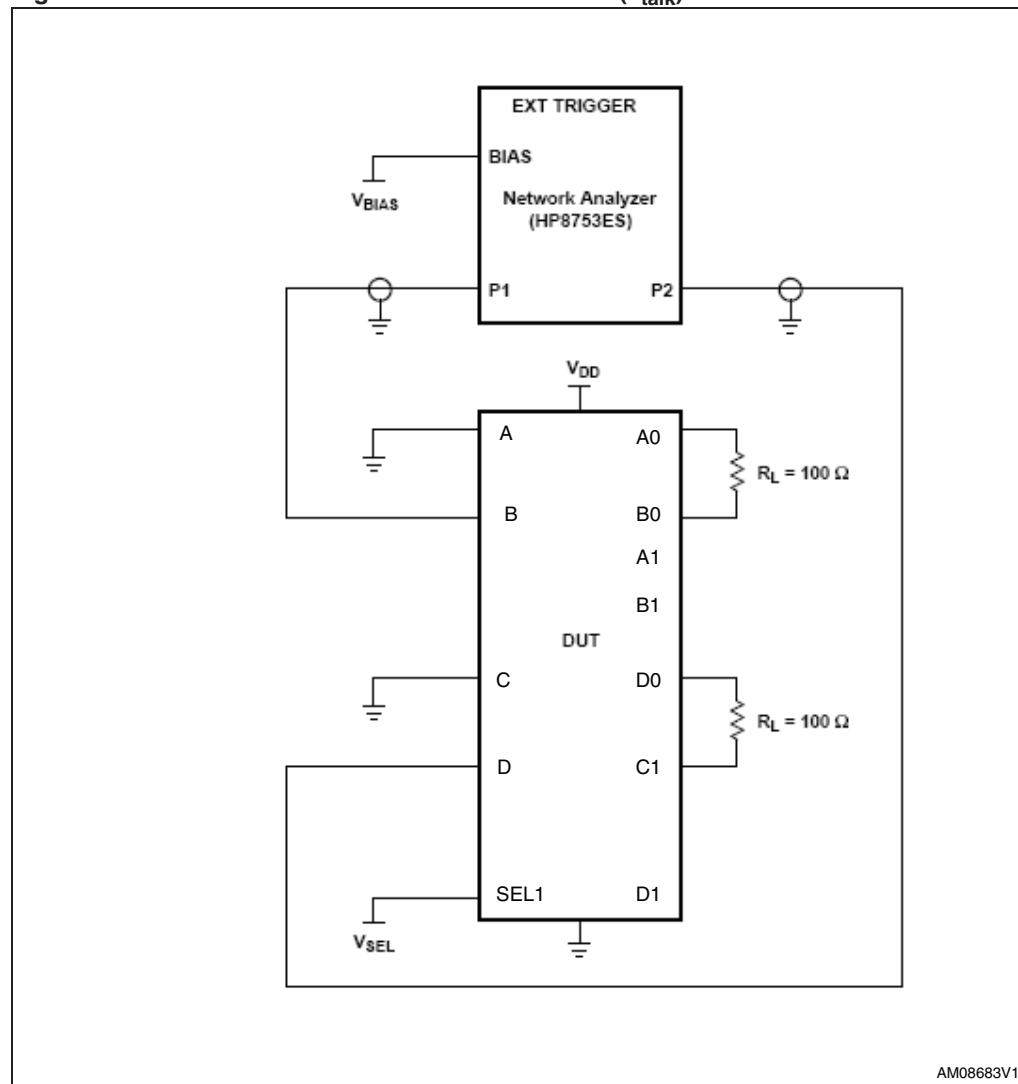 (Xtalk)
EXT TRIGGER
BIAS
VBIAS
Network Analyzer
(HP8753ES)
P1
P2
VDD
A
A0
RL = 100 Ω
B
B0
A1
B1
DUT
C
D0
RL = 100 Ω
D
C1
SEL1
D1
VSEL
AM08683V1